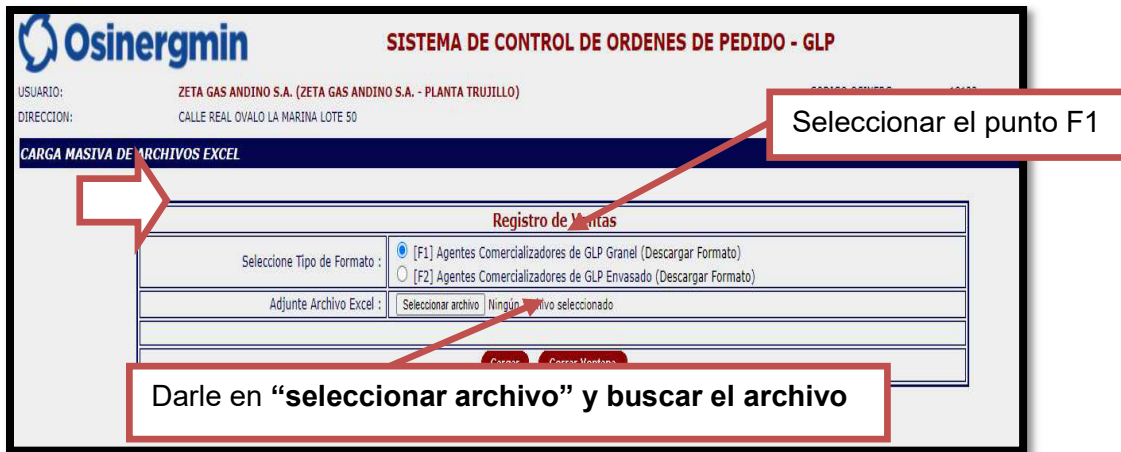 Osinergmin
SISTEMA DE CONTROL DE ORDENES DE PEDIDO - GLP
USUARIO: ZETA GAS ANDINO S.A. (ZETA GAS ANDINO S.A. - PLANTA TRUJILLO)
DIRECCION: CALLE REAL OVALO LA MARINA LOTE 50
Seleccionar el punto F1
CARGA MASIVA DE ARCHIVOS EXCEL
Registro de Ventas
Seleccione Tipo de Formato :
[F1] Agentes Comercializadores de GLP Granel (Descargar Formato)
[F2] Agentes Comercializadores de GLP Envasado (Descargar Formato)
Adjunte Archivo Excel : Seleccionar archivo Ningún archivo seleccionado
Cargar Cerrar Ventana
Darle en “seleccionar archivo” y buscar el archivo